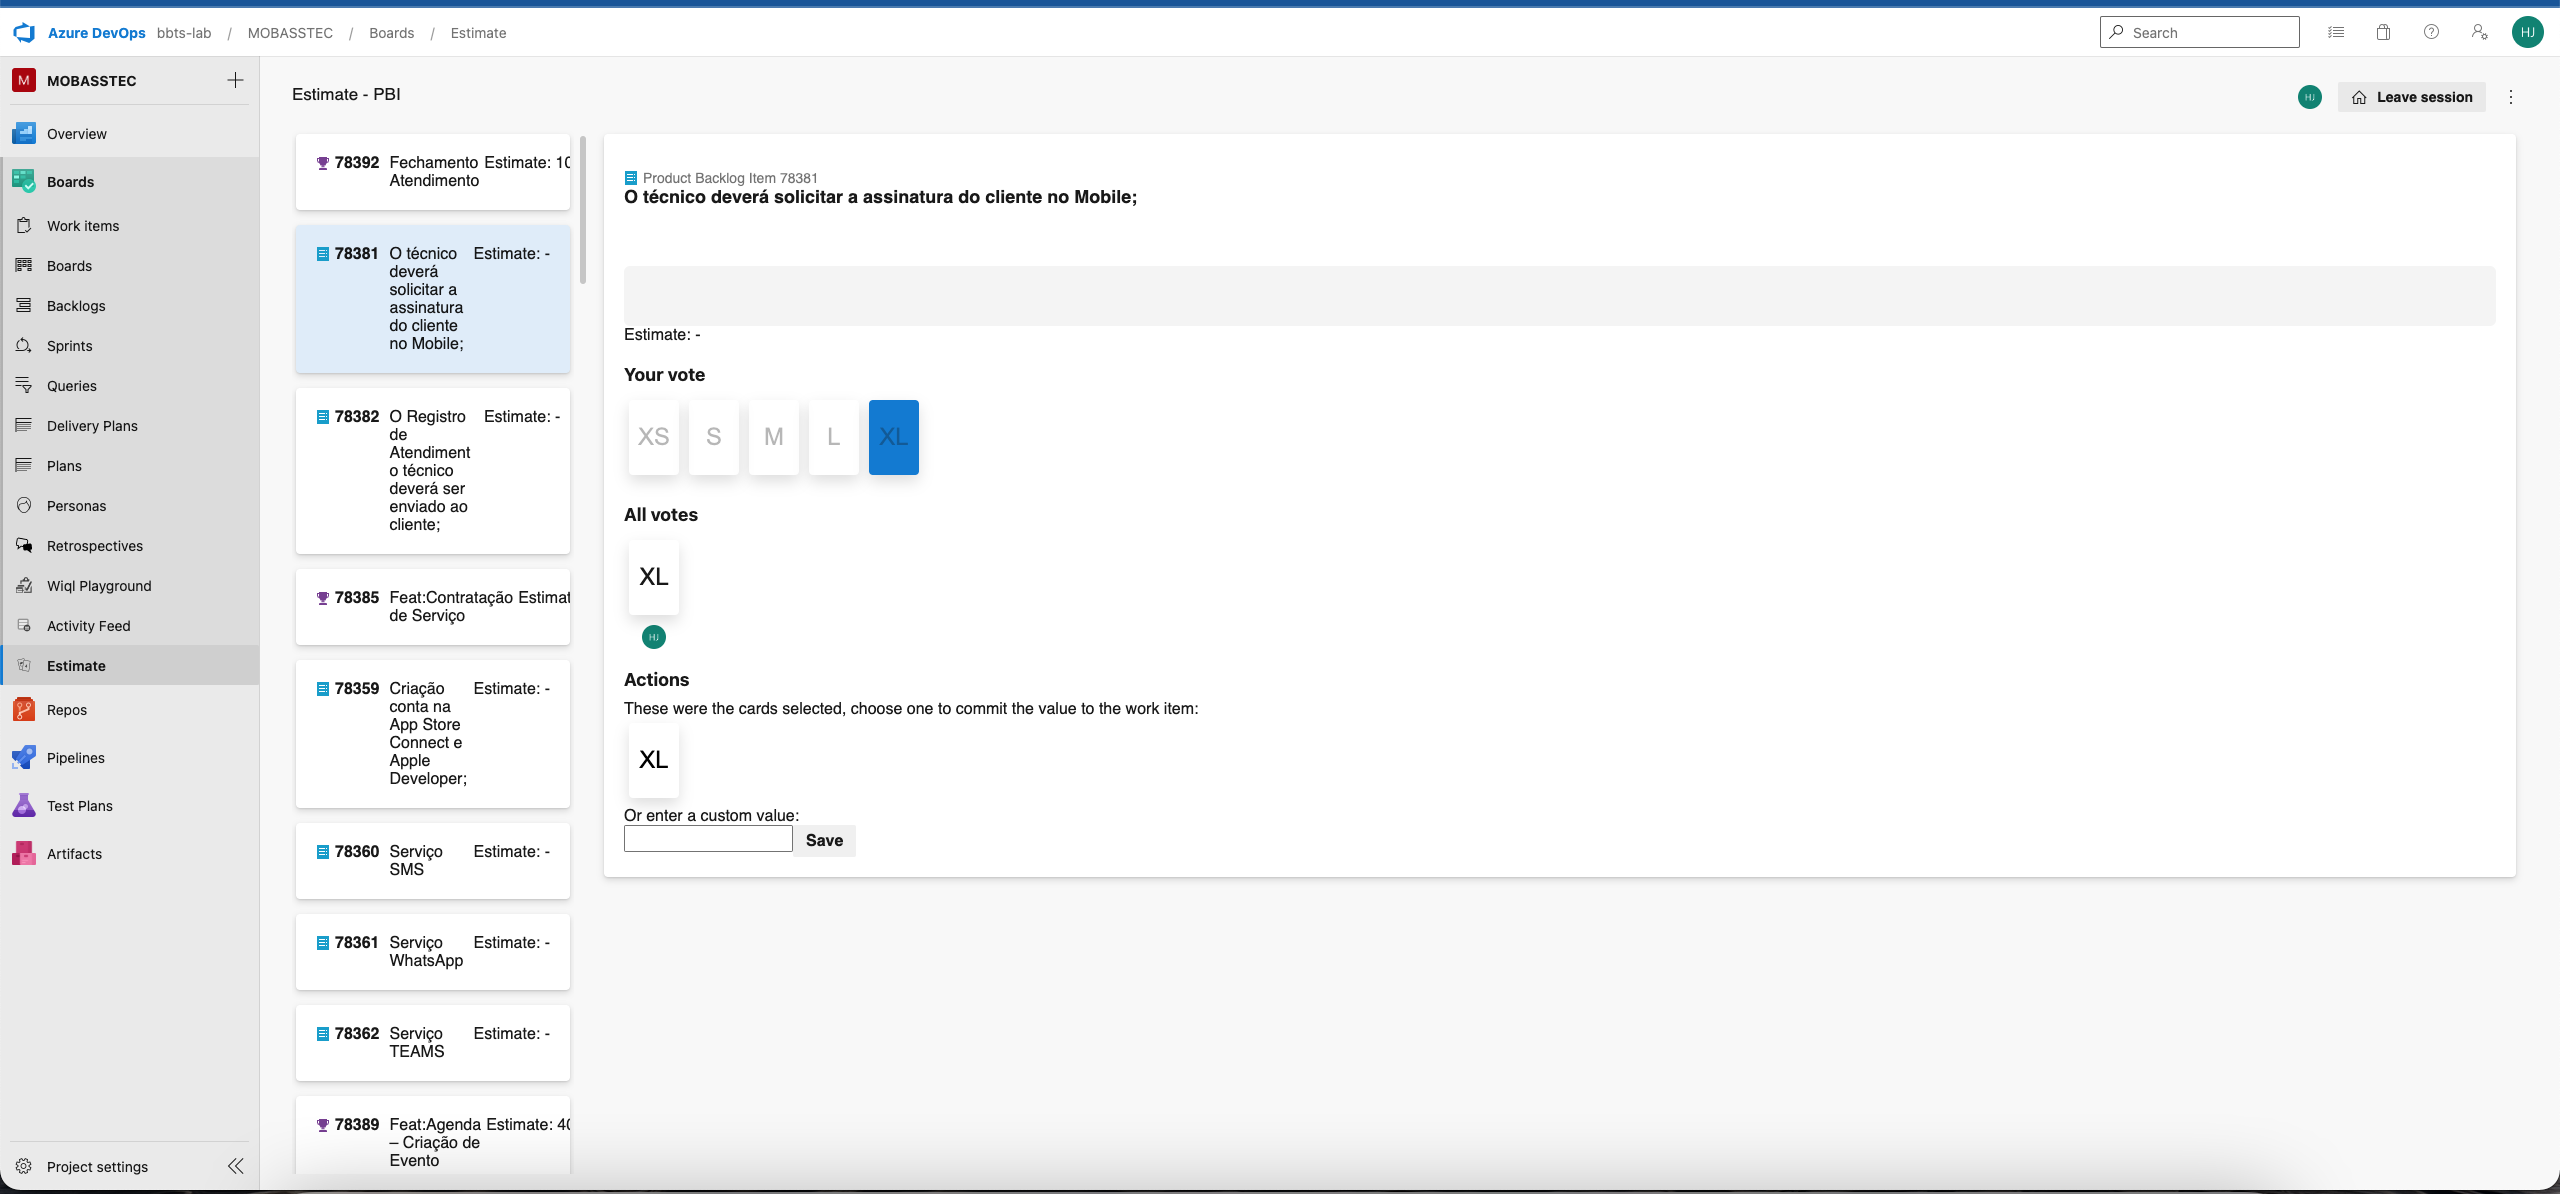 Azure DevOps bbts-lab / MOBASSTEC / Boards / Estimate
Search
HJ
M MOBASSTEC
Overview
Boards
Work items
Boards
Backlogs
Sprints
Queries
Delivery Plans
Plans
Personas
Retrospectives
Wiql Playground
Activity Feed
Estimate
Repos
Pipelines
Test Plans
Artifacts
Project settings
Estimate - PBI
HJ
Leave session
78392 Fechamento Estimate: 10
Atendimento
78381 O técnico Estimate: -
deverá
solicitar a
assinatura
do cliente
no Mobile;
78382 O Registro Estimate: -
de
Atendiment
o técnico
deverá ser
enviado ao
cliente;
78385 Feat:Contratação Estimat
de Serviço
78359 Criação Estimate: -
conta na
App Store
Connect e
Apple
Developer;
78360 Serviço Estimate: -
SMS
78361 Serviço Estimate: -
WhatsApp
78362 Serviço Estimate: -
TEAMS
78389 Feat:Agenda Estimate: 40
– Criação de
Evento
Product Backlog Item 78381
O técnico deverá solicitar a assinatura do cliente no Mobile;
Estimate: -
Your vote
XS S M L XL
All votes
XL
HJ
Actions
These were the cards selected, choose one to commit the value to the work item:
XL
Or enter a custom value:
Save